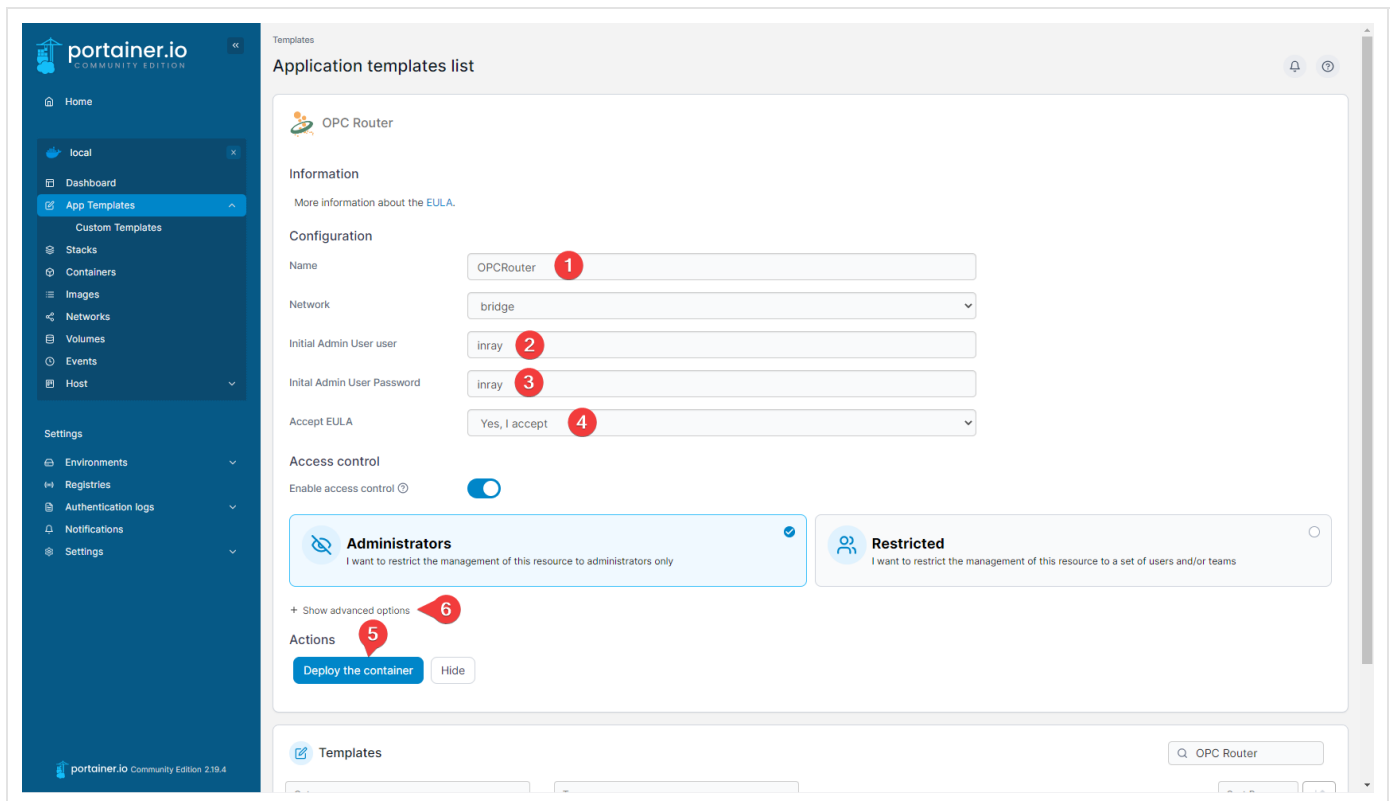 portainer.io
COMMUNITY EDITION
«
Home
local
×
Dashboard
App Templates
Custom Templates
Stacks
Containers
Images
Networks
Volumes
Events
Host
Settings
Environments
Registries
Authentication logs
Notifications
Settings
portainer.io Community Edition 2.19.4
Templates
Application templates list
OPC Router
Information
More information about the EULA.
Configuration
Name OPCRouter 1
Network bridge
Initial Admin User user inray 2
Inital Admin User Password inray 3
Accept EULA Yes, I accept 4
Access control
Enable access control
Administrators
I want to restrict the management of this resource to administrators only
Restricted
I want to restrict the management of this resource to a set of users and/or teams
+ Show advanced options 6
Actions 5
Deploy the container Hide
Templates OPC Router